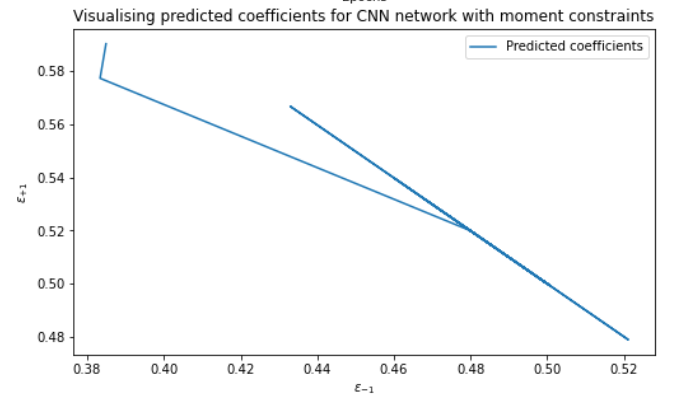 Epochs
Visualising predicted coefficients for CNN network with moment constraints
Predicted coefficients
0.58
0.56
0.54
0.52
0.50
0.48
ε+1
0.38 0.40 0.42 0.44 0.46 0.48 0.50 0.52
ε−1